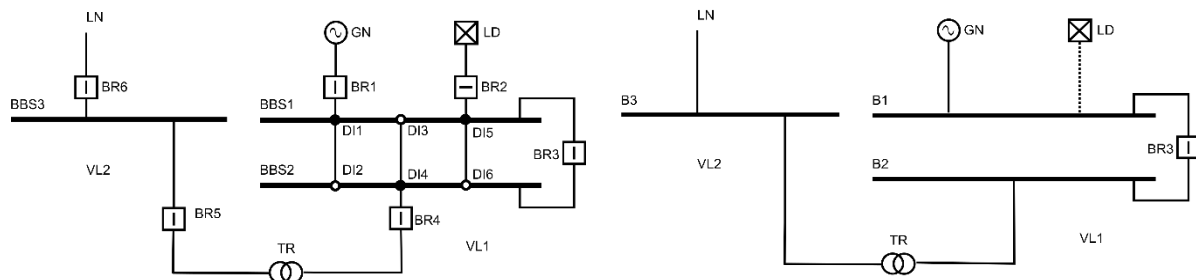 LN
GN
LD
BR6
BR1
BR2
BBS3
BBS1
DI1
DI3
DI5
BR3
VL2
BBS2
DI2
DI4
DI6
BR5
BR4
TR
VL1
LN
GN
LD
B3
B1
BR3
VL2
B2
TR
VL1